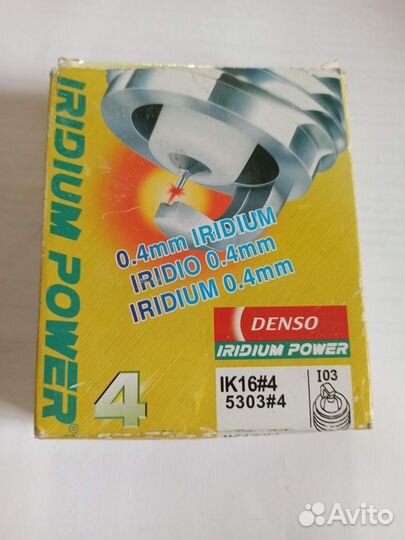 IRIDIUM POWER®
0.4mm IRIDIUM
IRIDIO 0.4mm
IRIDIUM 0.4mm
DENSO
IRIDIUM POWER
IK16#4
5303#4
I03
4
Avito